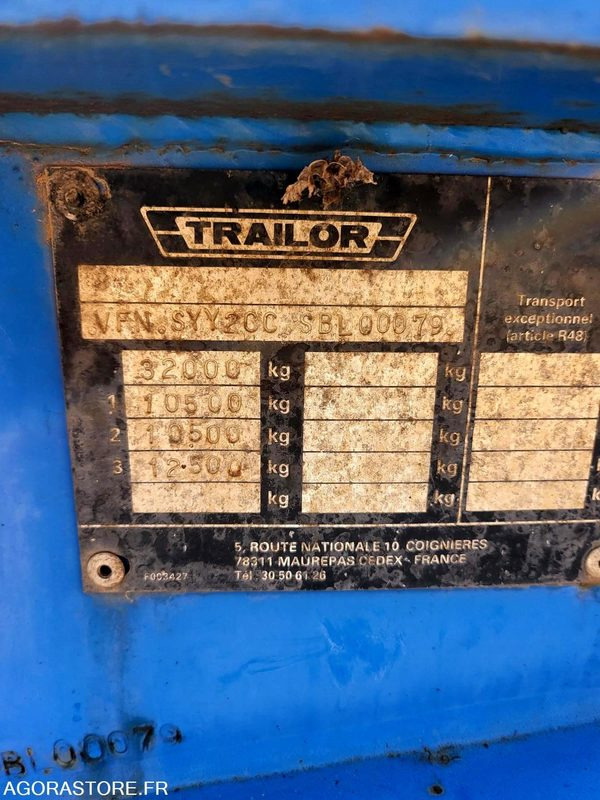 TRAILOR
VFN.SYY2CC/SBL00079
Transport
exceptionnel
(article R48)
32000 kg kg
1 10500 kg kg
2 10500 kg kg
3 12500 kg kg
kg kg k
5, ROUTE NATIONALE 10 COIGNIERES
78311 MAUREPAS CEDEX - FRANCE
F003427 Tél : 30 50 61 26
BL00079
AGORASTORE.FR